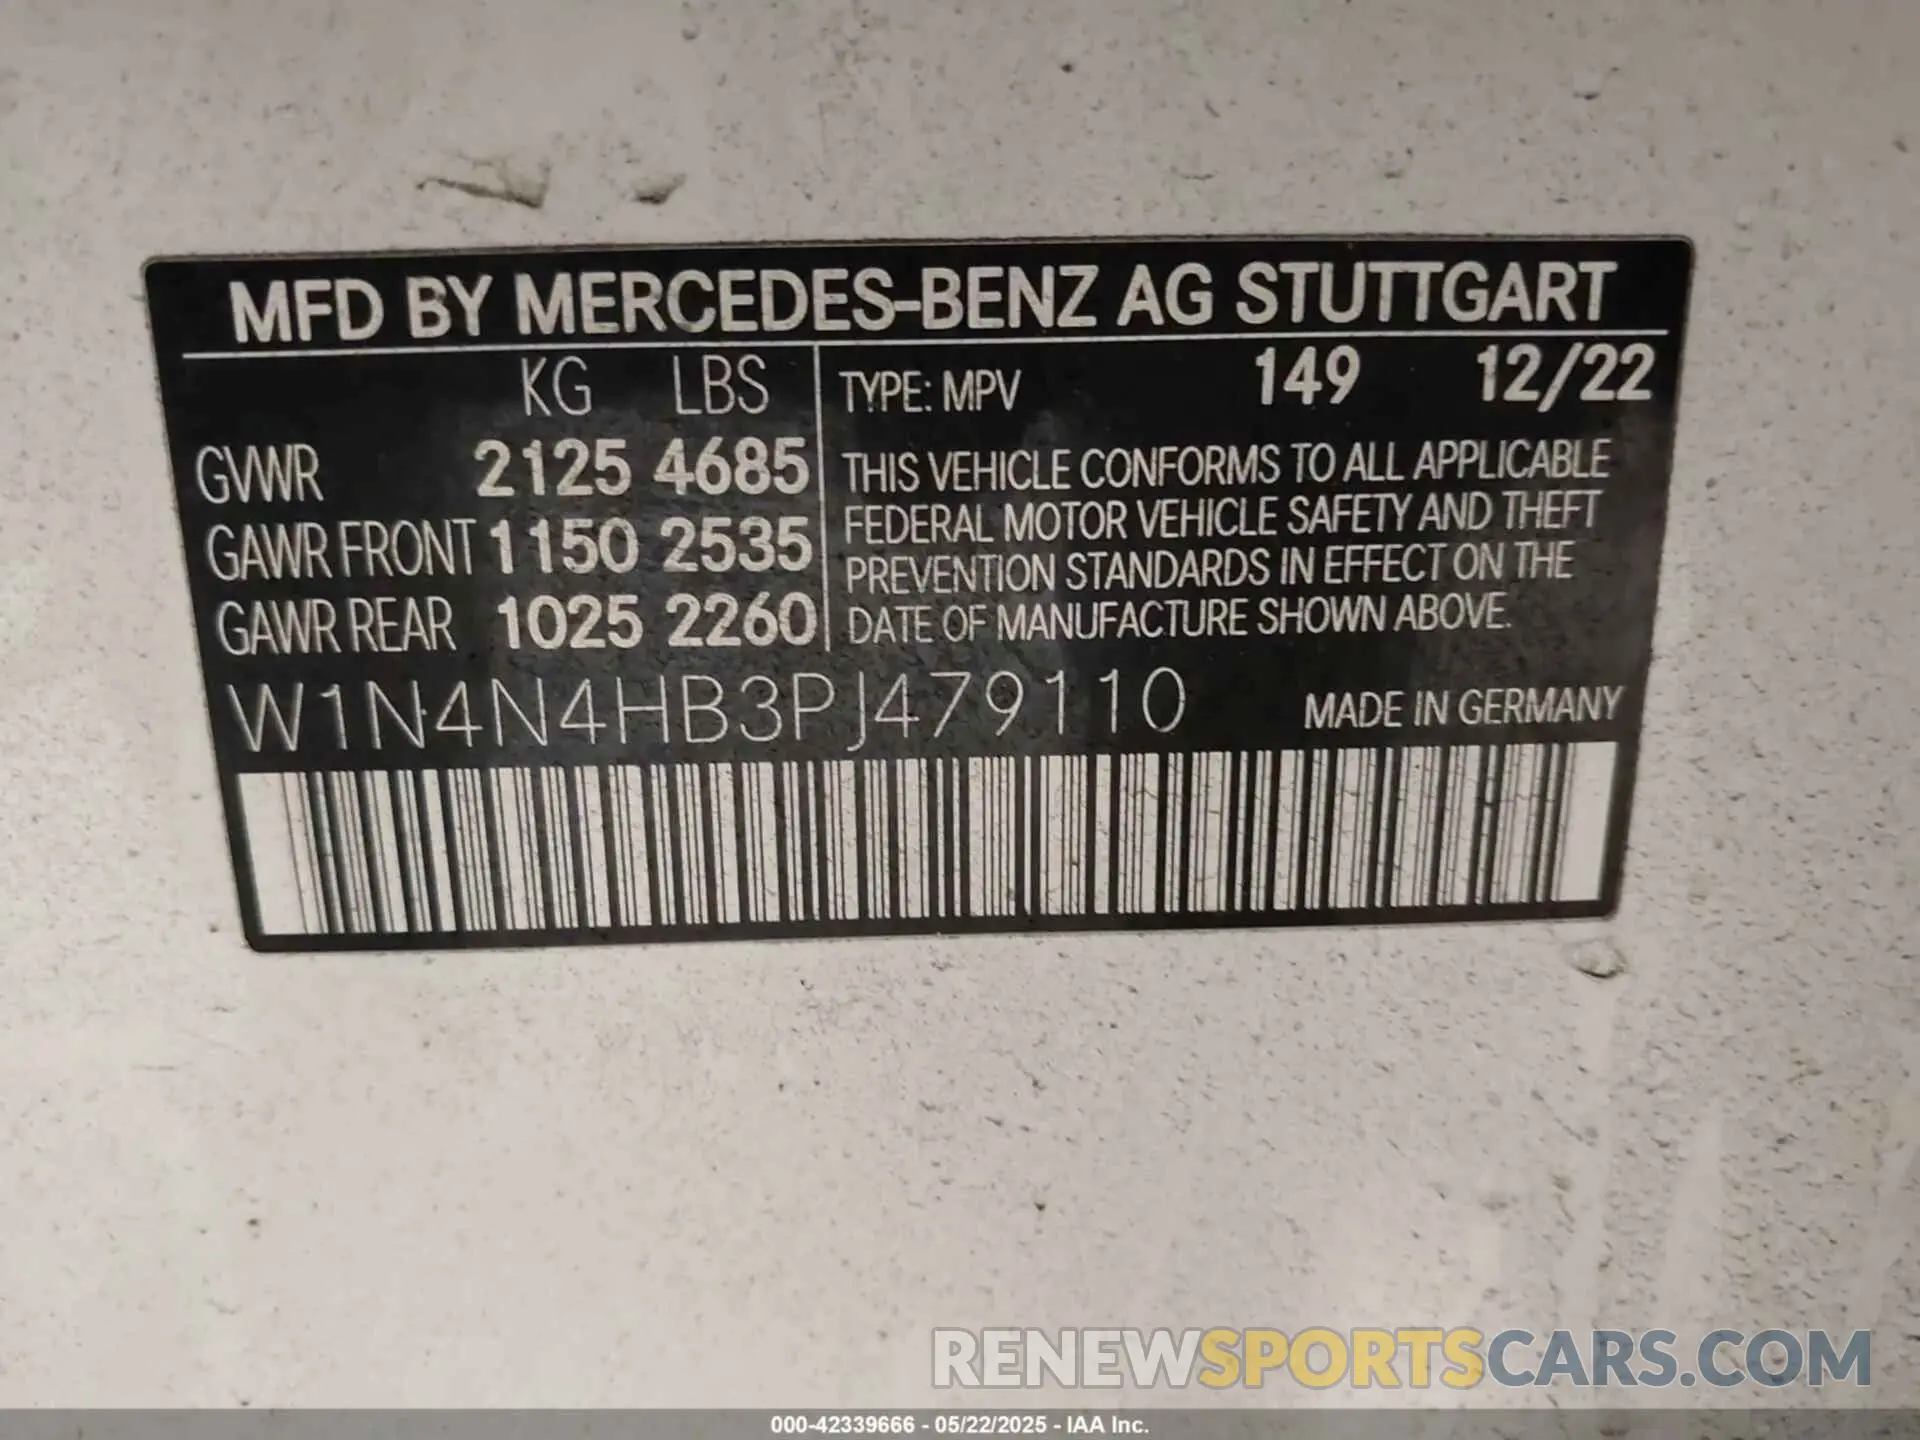 MFD BY MERCEDES-BENZ AG STUTTGART
KG LBS
GVWR 2125 4685
GAWR FRONT 1150 2535
GAWR REAR 1025 2260
TYPE: MPV 149 12/22
THIS VEHICLE CONFORMS TO ALL APPLICABLE
FEDERAL MOTOR VEHICLE SAFETY AND THEFT
PREVENTION STANDARDS IN EFFECT ON THE
DATE OF MANUFACTURE SHOWN ABOVE.
W1N4N4HB3PJ479110 MADE IN GERMANY
RENEWSPORTSCARS.COM
000-42339666 - 05/22/2025 - IAA Inc.